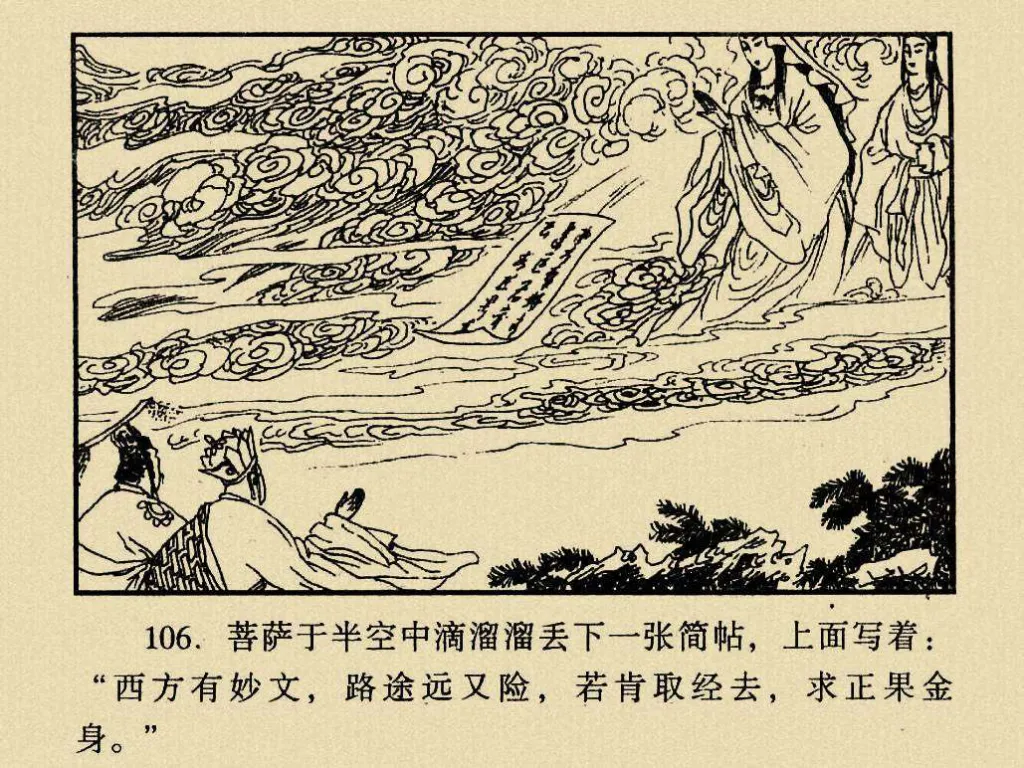 106. 菩萨于半空中滴溜溜丢下一张简帖，上面写着：
“西方有妙文，路途远又险，若肯取经去，求正果金
身。”